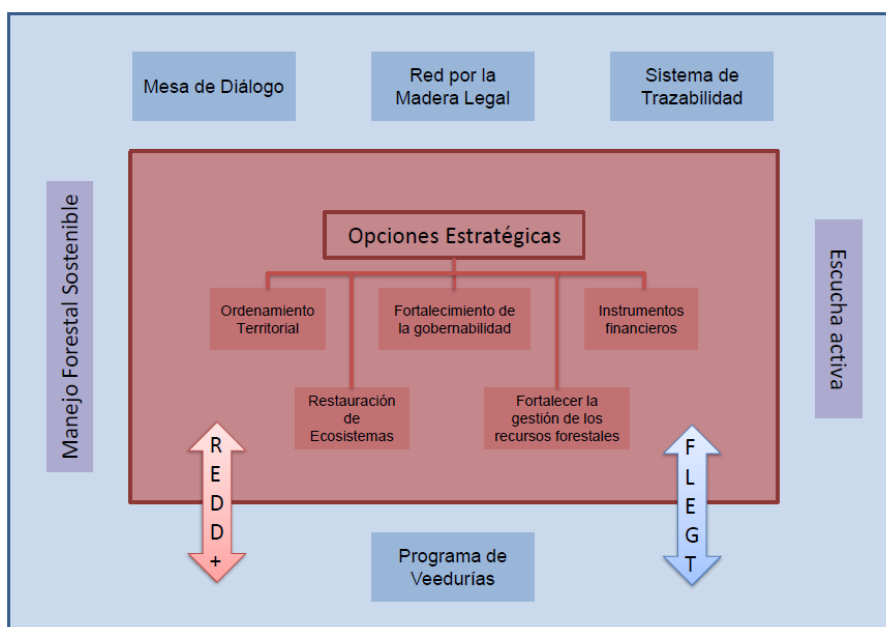 Mesa de Diálogo
Red por la
Madera Legal
Sistema de
Trazabilidad
Manejo Forestal Sostenible
Opciones Estratégicas
Ordenamiento
Territorial
Fortalecimiento de
la gobernabilidad
Instrumentos
financieros
Restauración
de
Ecosistemas
Fortalecer la
gestión de los
recursos forestales
Escucha activa
R
E
D
D
+
F
L
E
G
T
Programa de
Veedurías